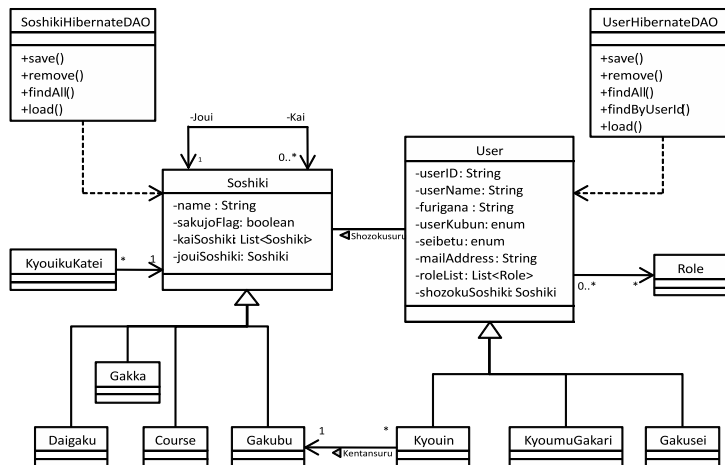 SoshikiHibernateDAO
+save()
+remove()
+findAll()
+load()
UserHibernateDAO
+save()
+remove()
+findAll()
+findByUserId()
+load()
-Joui
-Kai
1
0..*
Soshiki
-name : String
-sakujoFlag: boolean
-kaiSoshiki: List<Soshiki>
-jouiSoshiki: Soshiki
User
-userID: String
-userName: String
-furigana : String
-userKubun: enum
-seibetu: enum
-mailAddress: String
-roleList: List<Role>
-shozokuSoshiki: Soshiki
Shozokusuru
KyouikuKatei
*
1
Role
0..*
*
Gakka
Daigaku
Course
Gakubu
1
*
Kentansuru
Kyouin
KyoumuGakari
Gakusei